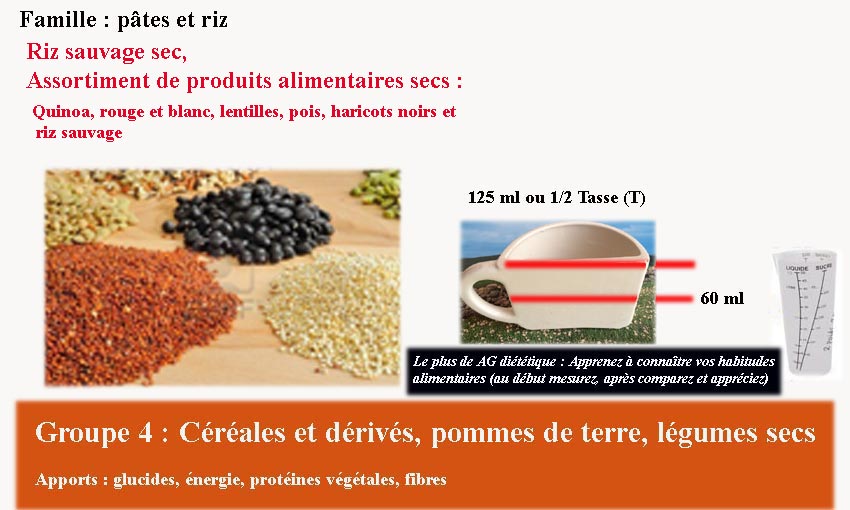 Famille : pâtes et riz
Riz sauvage sec,
Assortiment de produits alimentaires secs :
Quinoa, rouge et blanc, lentilles, pois, haricots noirs et
riz sauvage
125 ml ou 1/2 Tasse (T)
60 ml
LIQUIDE SUCRE
Le plus de AG diététique : Apprenez à connaître vos habitudes
alimentaires (au début mesurez, après comparez et appréciez)
Groupe 4 : Céréales et dérivés, pommes de terre, légumes secs
Apports : glucides, énergie, protéines végétales, fibres